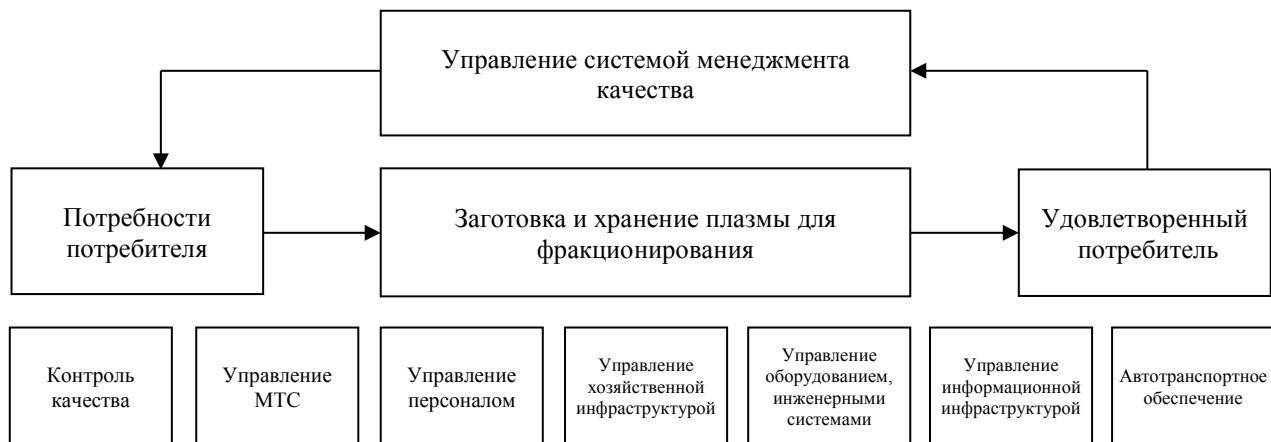 Управление системой менеджмента
качества
Потребности
потребителя
Заготовка и хранение плазмы для
фракционирования
Удовлетворенный
потребитель
Контроль
качества
Управление
МТС
Управление
персоналом
Управление
хозяйственной
инфраструктурой
Управление
оборудованием,
инженерными
системами
Управление
информационной
инфраструктурой
Автотранспортное
обеспечение